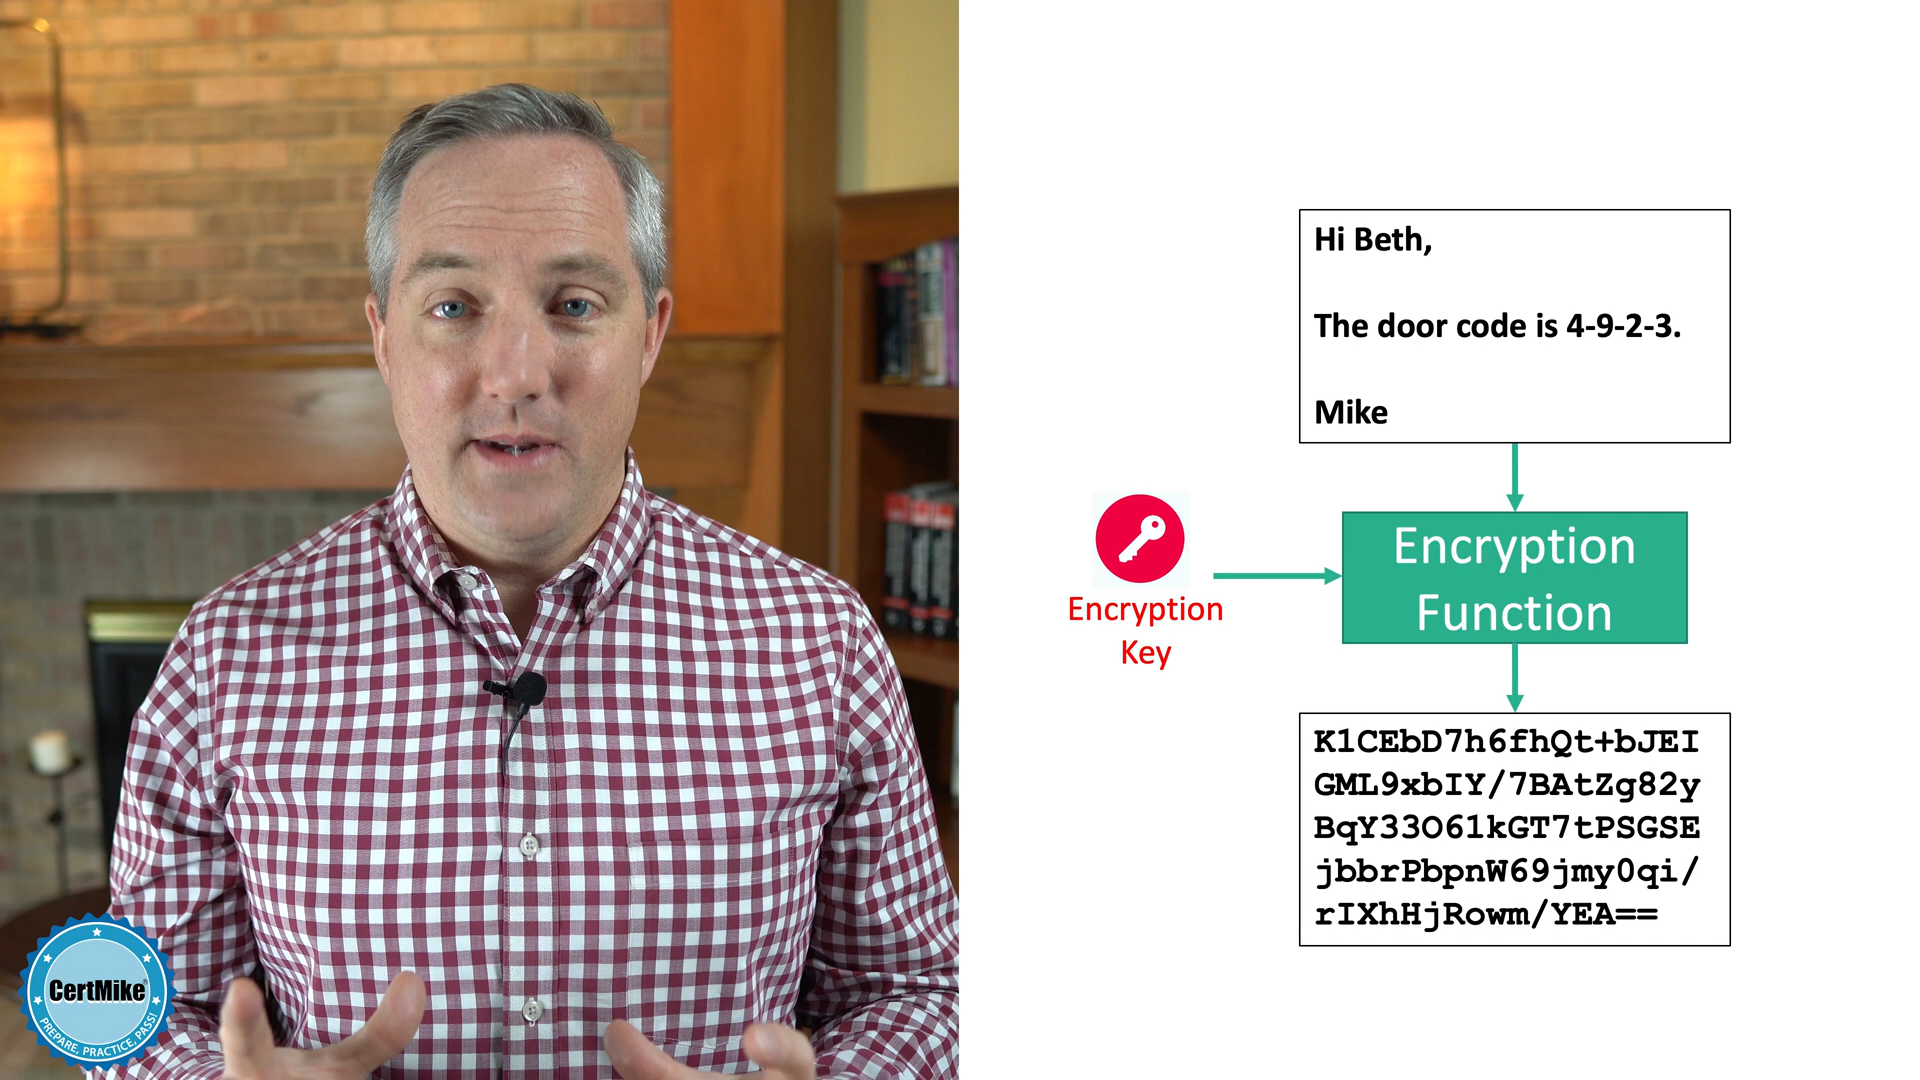 Hi Beth,
The door code is 4-9-2-3.
Mike
Encryption
Key
Encryption
Function
K1CEbD7h6fhQt+bJEI
GML9xbIY/7BAtZg82y
BqY33O61kGT7tPSGSE
jbbrPbpnW69jmy0qi/
rIXhHjRowm/YEA==
CertMike
PREPARE, PRACTICE, PASS!